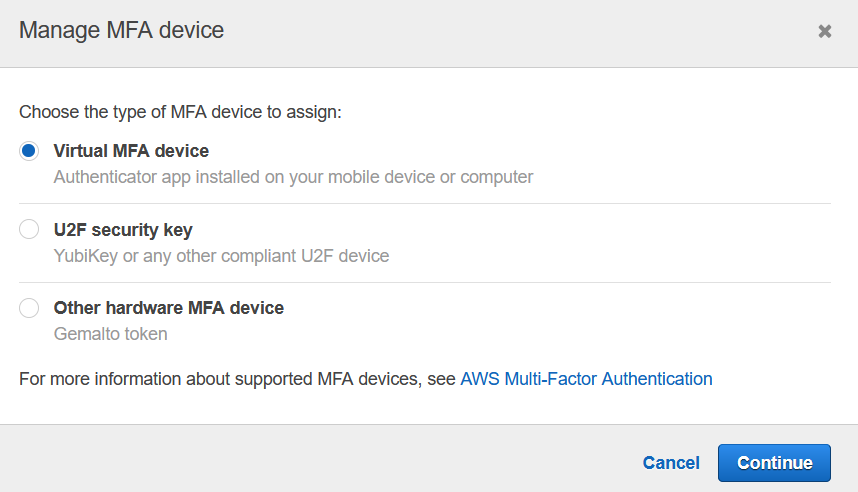 Manage MFA device
Choose the type of MFA device to assign:
Virtual MFA device
Authenticator app installed on your mobile device or computer
U2F security key
YubiKey or any other compliant U2F device
Other hardware MFA device
Gemalto token
For more information about supported MFA devices, see AWS Multi-Factor Authentication
Cancel Continue